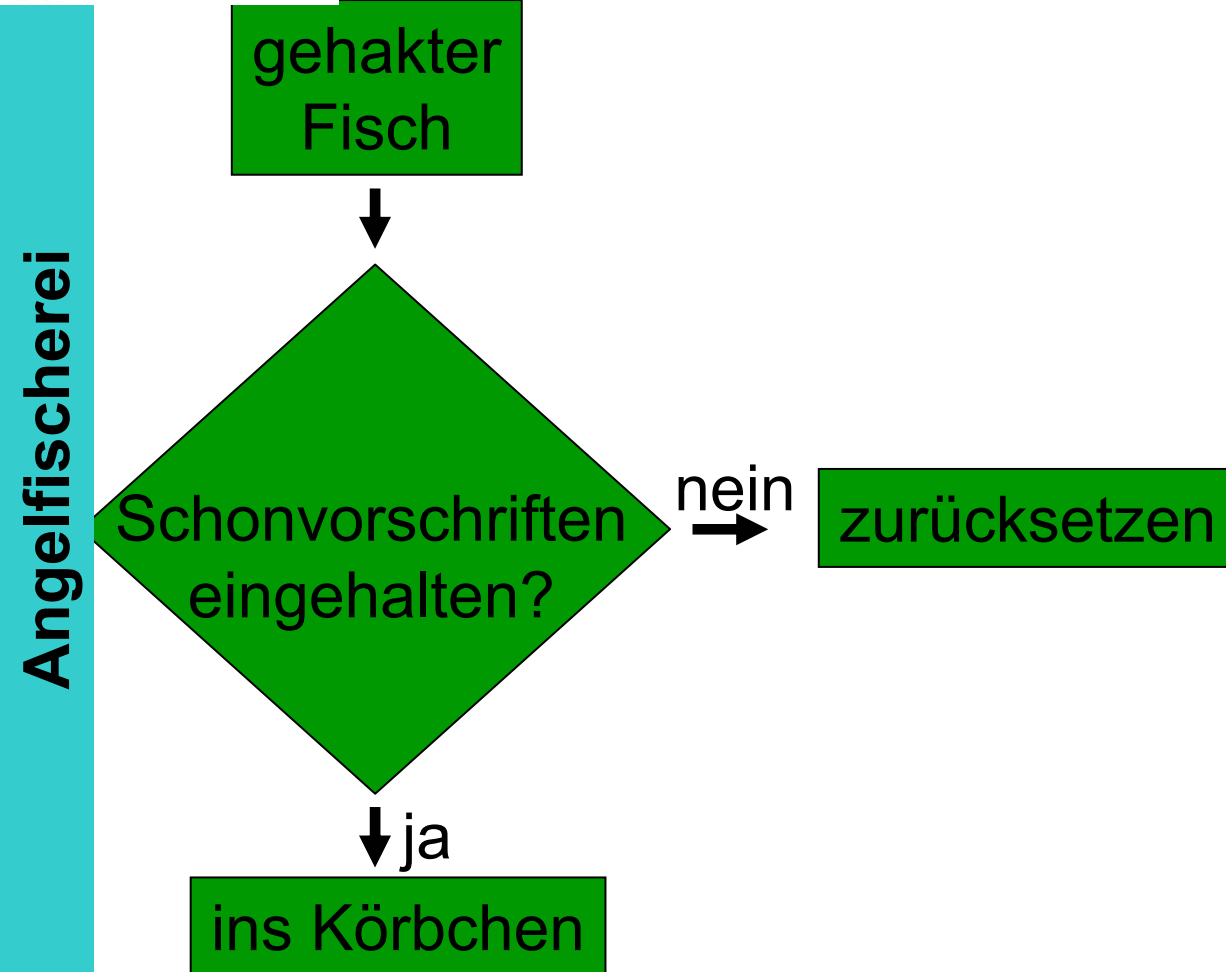 Angelfischerei
gehakter
Fisch
Schonvorschriften
eingehalten?
nein
zurücksetzen
ja
ins Körbchen